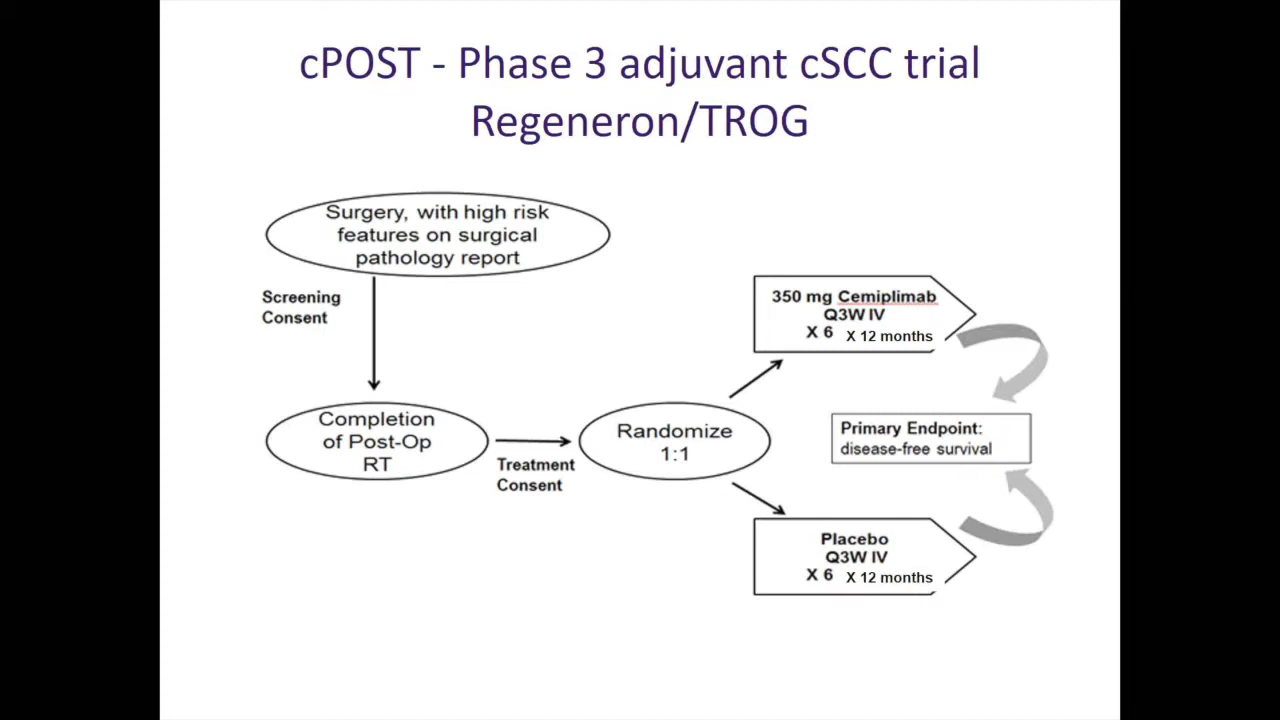 cPOST - Phase 3 adjuvant cSCC trial
Regeneron/TROG
Surgery, with high risk
features on surgical
pathology report
Screening
Consent
Completion
of Post-Op
RT
Treatment
Consent
Randomize
1:1
350 mg Cemiplimab
Q3W IV
X 6 X 12 months
Primary Endpoint:
disease-free survival
Placebo
Q3W IV
X 6 X 12 months